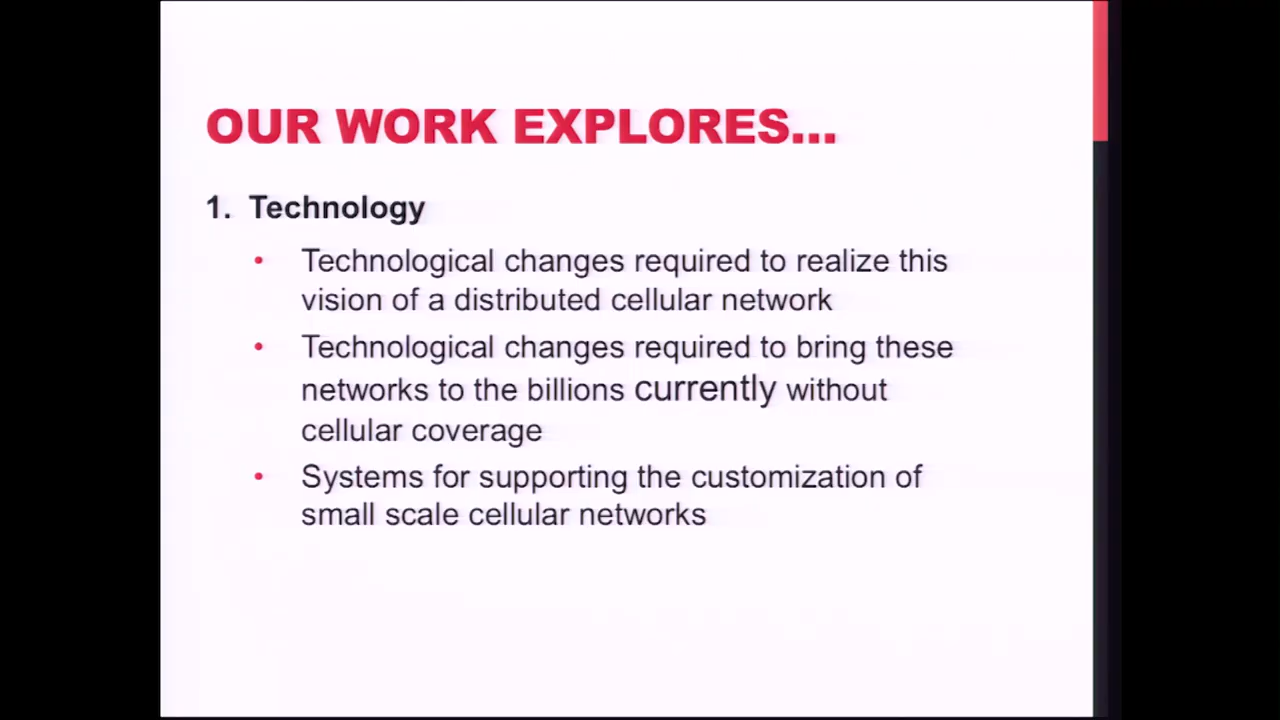 OUR WORK EXPLORES...
1. Technology
• Technological changes required to realize this
vision of a distributed cellular network
• Technological changes required to bring these
networks to the billions currently without
cellular coverage
• Systems for supporting the customization of
small scale cellular networks